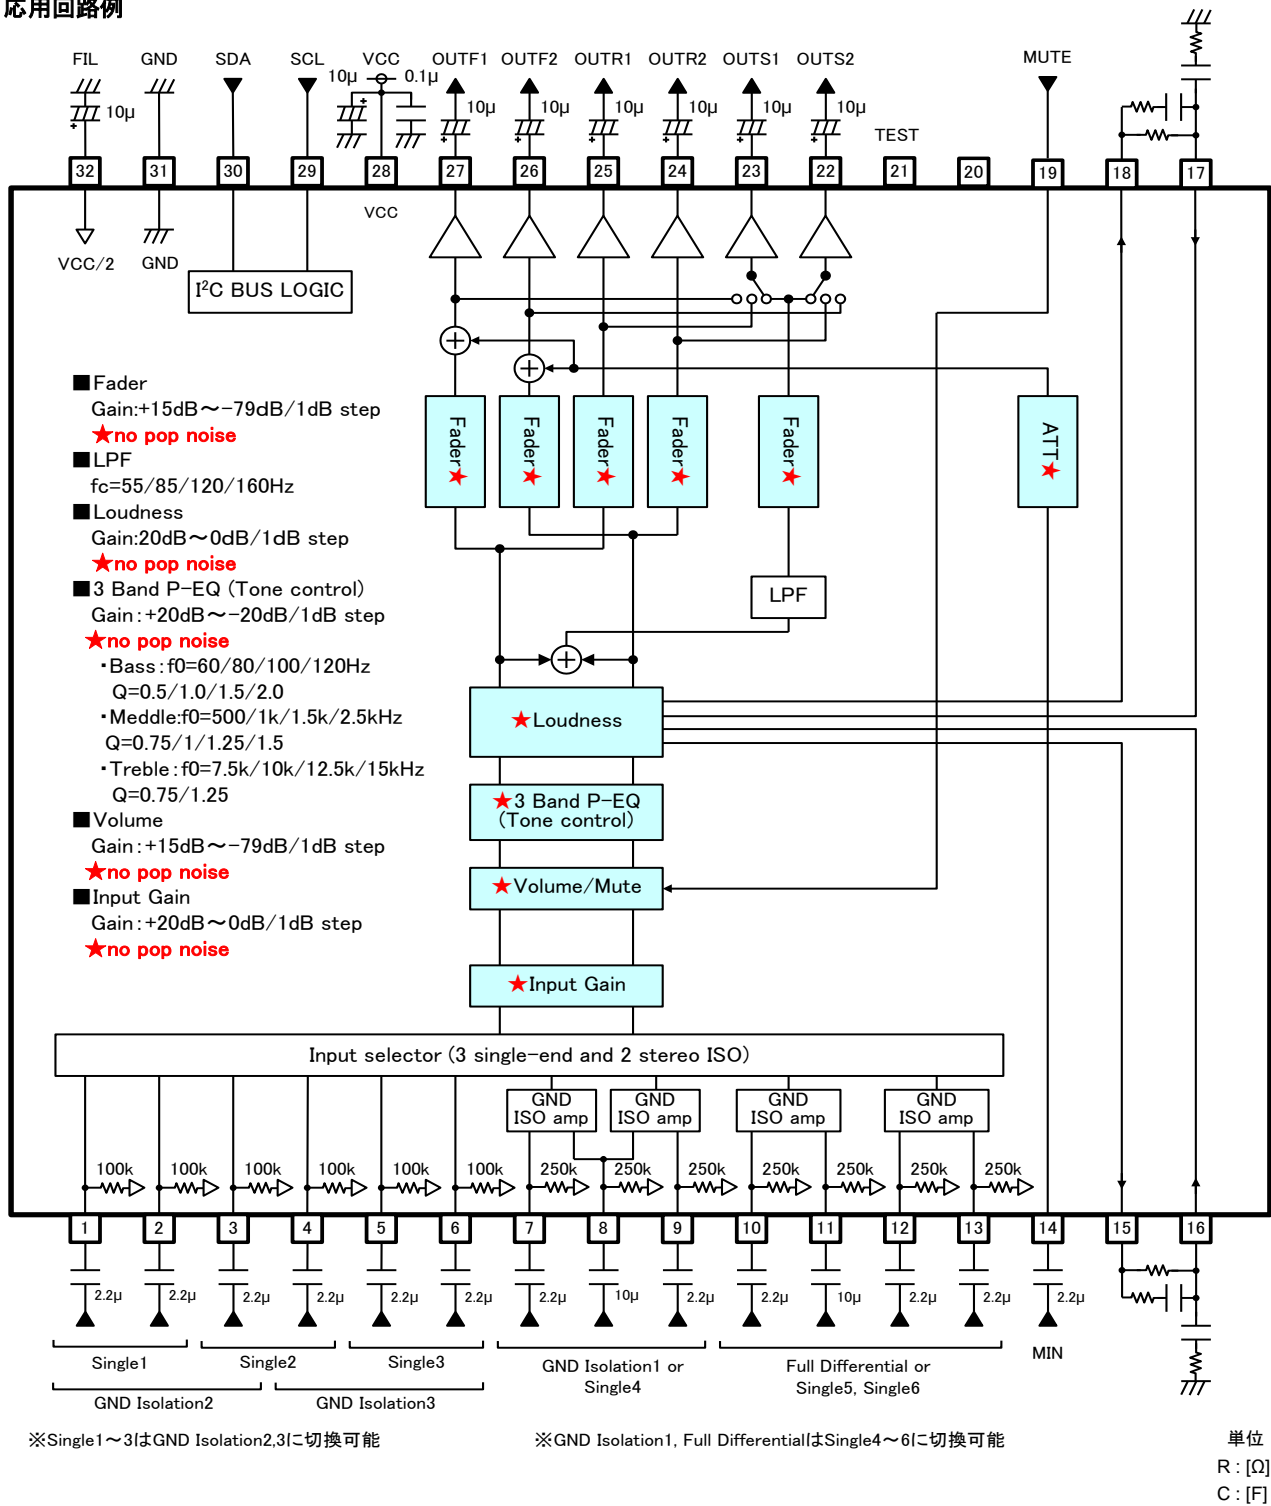 応用回路例
FIL GND SDA SCL VCC OUTF1 OUTF2 OUTR1 OUTR2 OUTS1 OUTS2 MUTE
10μ 0.1μ
10μ 10μ 10μ 10μ 10μ 10μ 10μ
TEST
32 31 30 29 28 27 26 25 24 23 22 21 20 19 18 17
VCC
VCC/2 GND
I²C BUS LOGIC
■Fader
Gain:+15dB～−79dB/1dB step
★no pop noise
■LPF
fc=55/85/120/160Hz
■Loudness
Gain:20dB～0dB/1dB step
★no pop noise
■3 Band P−EQ (Tone control)
Gain:+20dB～−20dB/1dB step
★no pop noise
・Bass:f0=60/80/100/120Hz
Q=0.5/1.0/1.5/2.0
・Meddle:f0=500/1k/1.5k/2.5kHz
Q=0.75/1/1.25/1.5
・Treble:f0=7.5k/10k/12.5k/15kHz
Q=0.75/1.25
■Volume
Gain:+15dB～−79dB/1dB step
★no pop noise
■Input Gain
Gain:+20dB～0dB/1dB step
★no pop noise
Fader★ Fader★ Fader★ Fader★ Fader★ ATT★
LPF
★Loudness
★3 Band P−EQ
(Tone control)
★Volume/Mute
★Input Gain
Input selector (3 single−end and 2 stereo ISO)
GND
ISO amp
GND
ISO amp
GND
ISO amp
GND
ISO amp
100k 100k 100k 100k 100k 100k 250k 250k 250k 250k 250k 250k 250k
1 2 3 4 5 6 7 8 9 10 11 12 13 14 15 16
2.2μ 2.2μ 2.2μ 2.2μ 2.2μ 2.2μ 2.2μ 10μ 2.2μ 2.2μ 10μ 2.2μ 2.2μ 2.2μ
Single1 Single2 Single3
GND Isolation1 or
Single4
Full Differential or
Single5, Single6
MIN
GND Isolation2 GND Isolation3
※Single1～3はGND Isolation2,3に切換可能
※GND Isolation1, Full DifferentialはSingle4～6に切換可能
単位
R : [Ω]
C : [F]